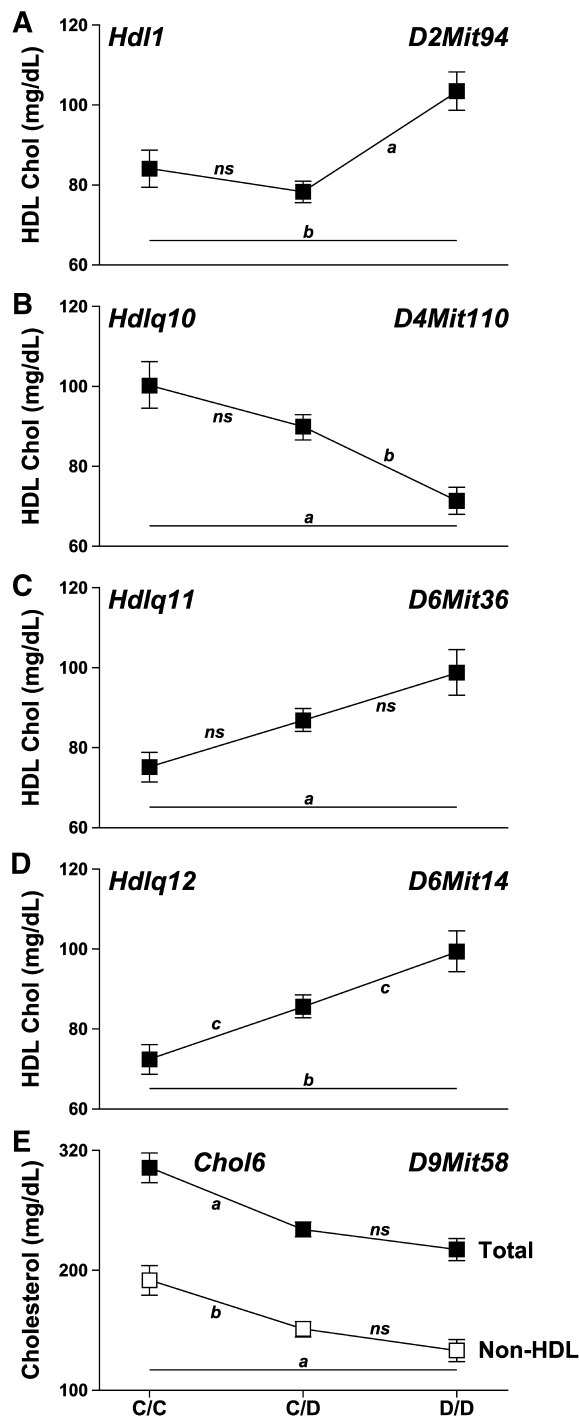 A
Hdl1 D2Mit94
HDL Chol (mg/dL)
120
100
80
60
ns
a
b
B
Hdlq10 D4Mit110
HDL Chol (mg/dL)
120
100
80
60
ns
b
a
C
Hdlq11 D6Mit36
HDL Chol (mg/dL)
120
100
80
60
ns
ns
a
D
Hdlq12 D6Mit14
HDL Chol (mg/dL)
120
100
80
60
c
c
b
E
Chol6 D9Mit58
Cholesterol (mg/dL)
320
200
100
a
ns
Total
b
ns
Non-HDL
a
C/C C/D D/D